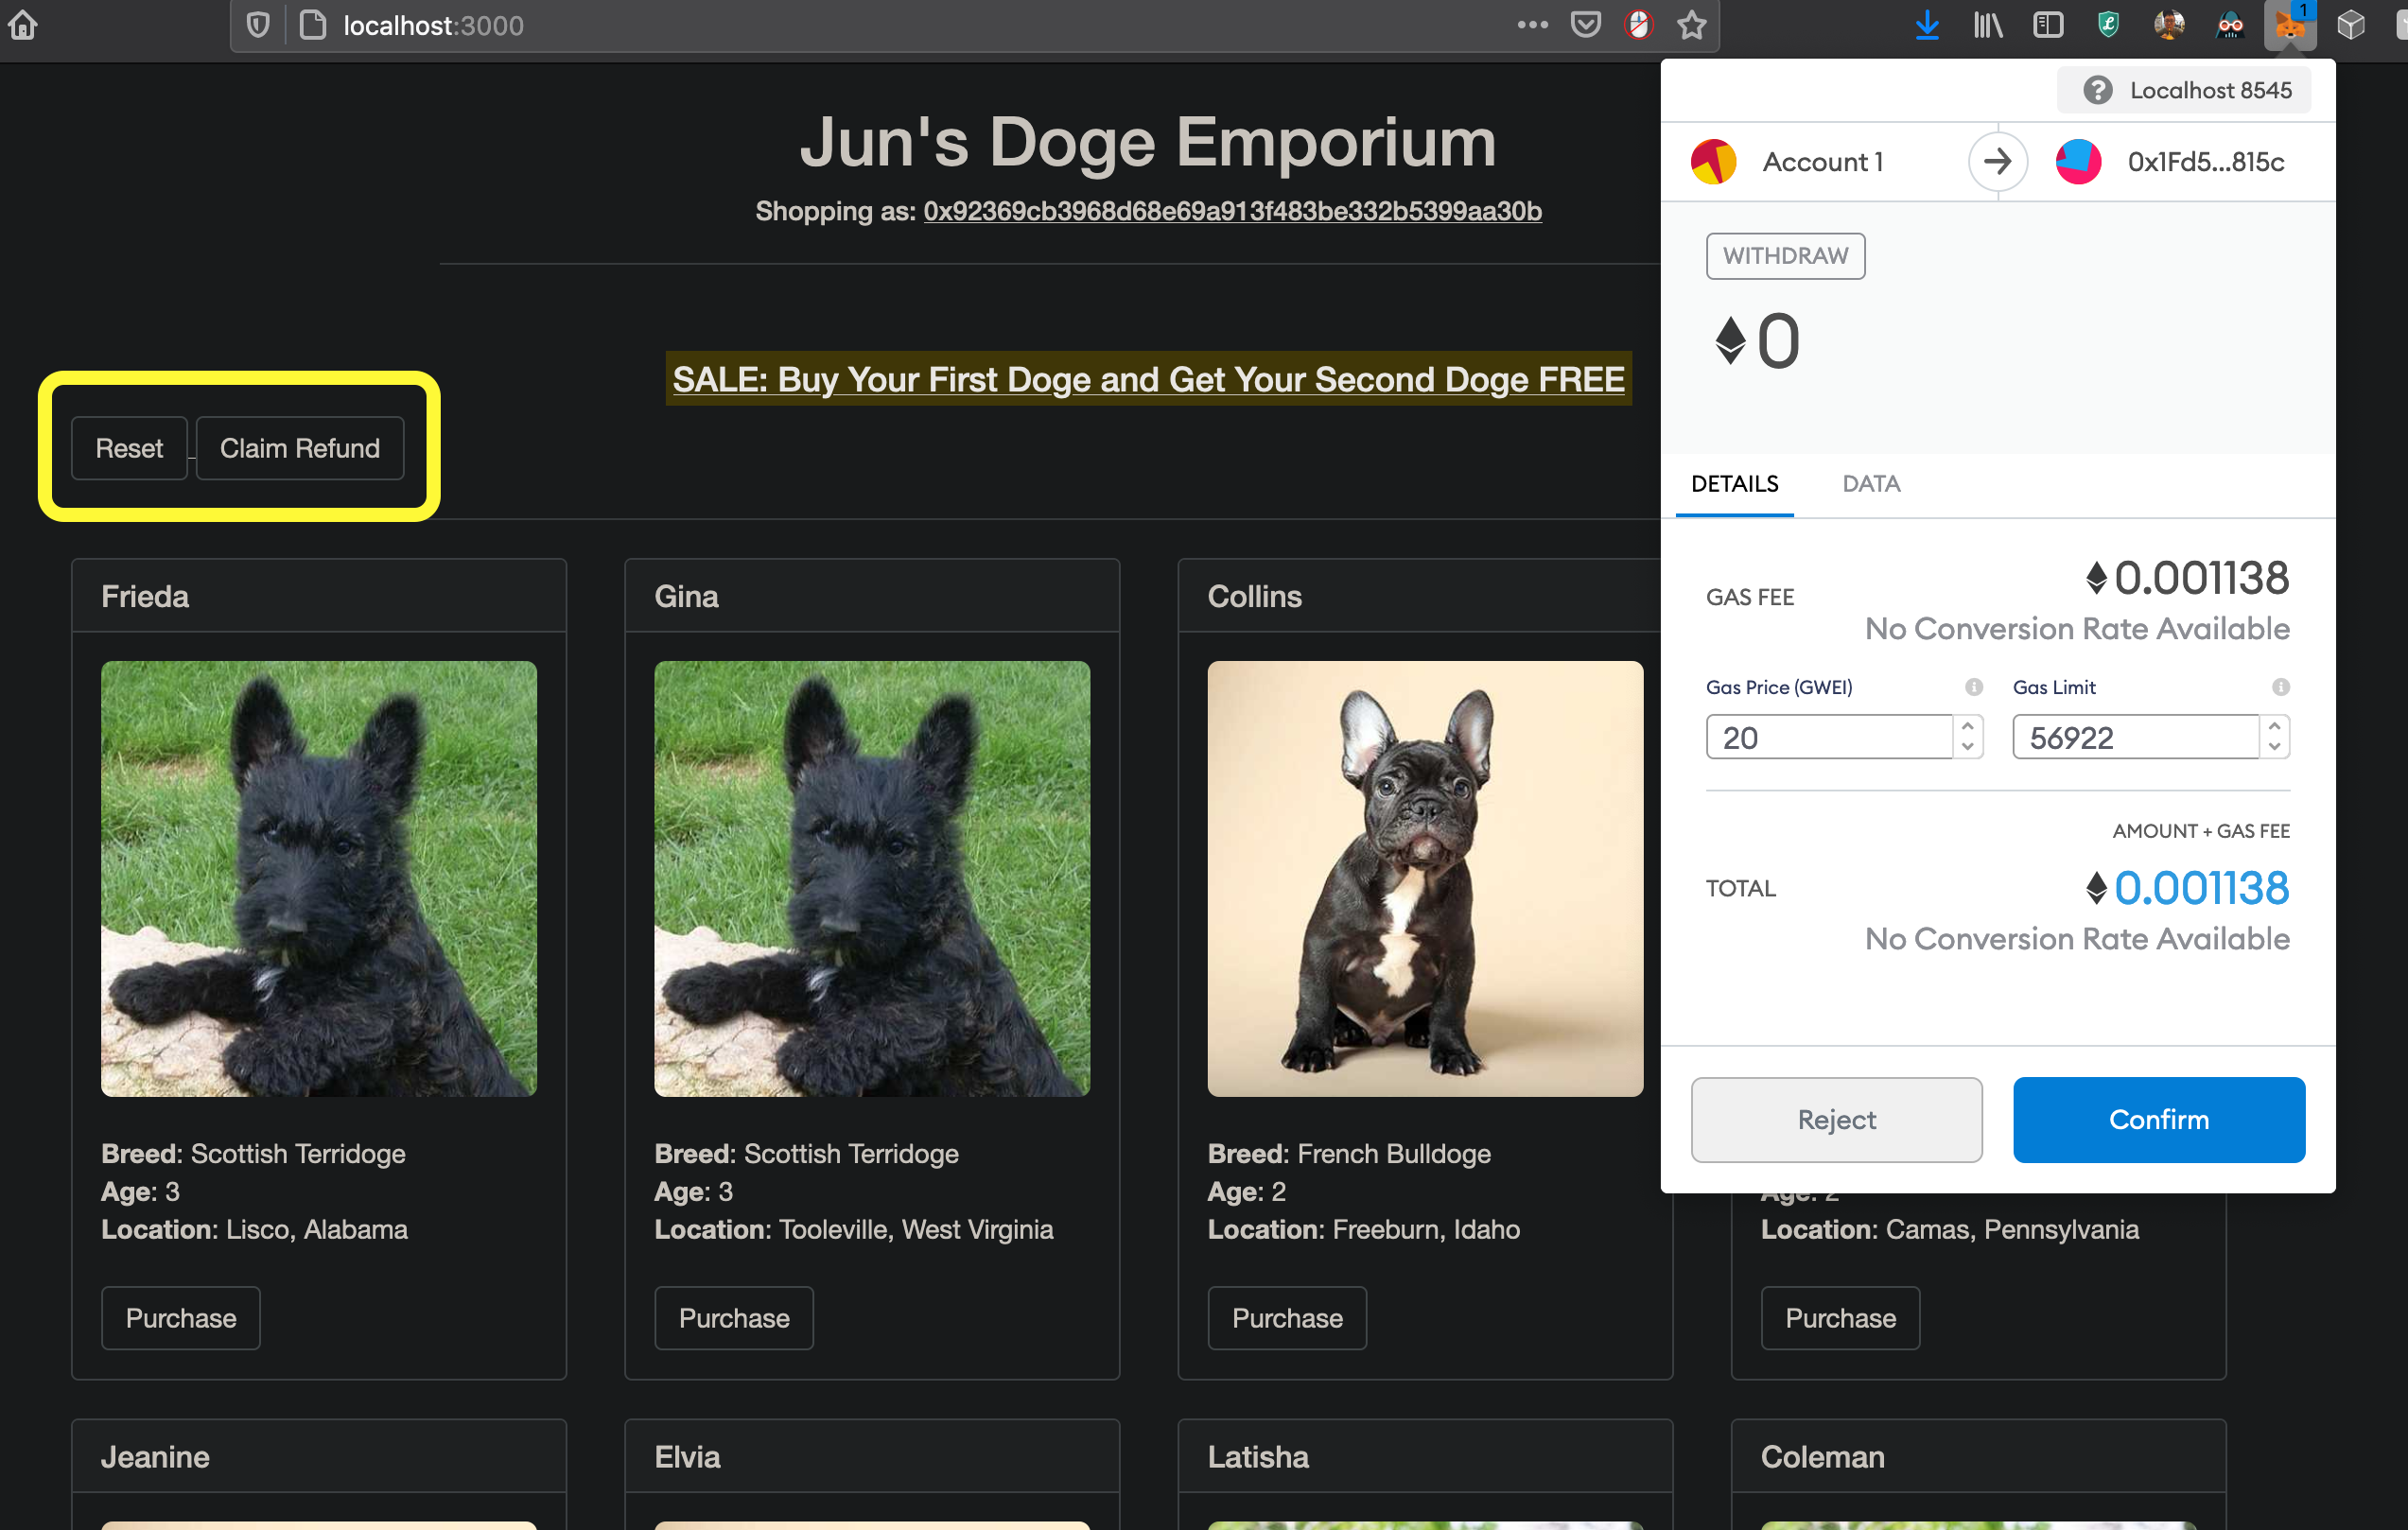 localhost:3000
1
Localhost 8545
Account 1
0x1Fd5...815c
WITHDRAW
0
DETAILS
DATA
GAS FEE
0.001138
No Conversion Rate Available
Gas Price (GWEI)
Gas Limit
20
56922
AMOUNT + GAS FEE
TOTAL
0.001138
No Conversion Rate Available
Reject
Confirm
Jun's Doge Emporium
Shopping as: 0x92369cb3968d68e69a913f483be332b5399aa30b
SALE: Buy Your First Doge and Get Your Second Doge FREE
Reset
Claim Refund
Frieda
Breed: Scottish Terridoge
Age: 3
Location: Lisco, Alabama
Purchase
Gina
Breed: Scottish Terridoge
Age: 3
Location: Tooleville, West Virginia
Purchase
Collins
Breed: French Bulldoge
Age: 2
Location: Freeburn, Idaho
Purchase
Age: 2
Location: Camas, Pennsylvania
Purchase
Jeanine
Elvia
Latisha
Coleman